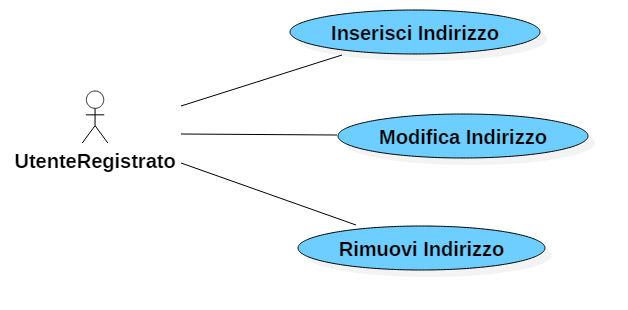 Inserisci Indirizzo
Modifica Indirizzo
UtenteRegistrato
Rimuovi Indirizzo